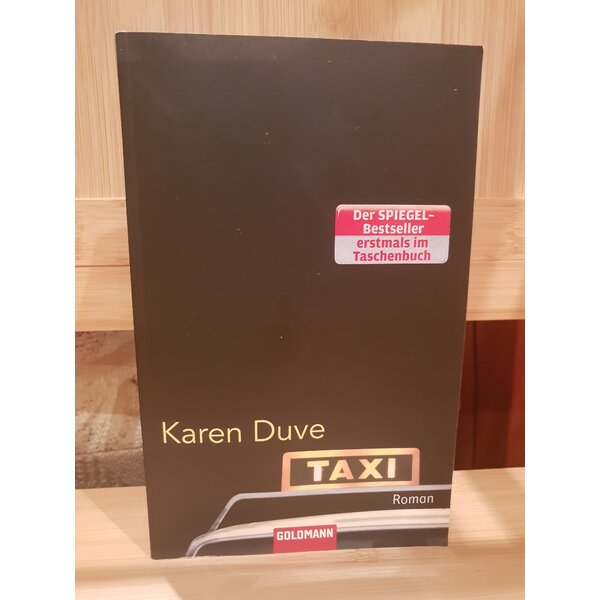 Der SPIEGEL-
Bestseller
erstmals im
Taschenbuch
Karen Duve
TAXI
Roman
GOLDMANN